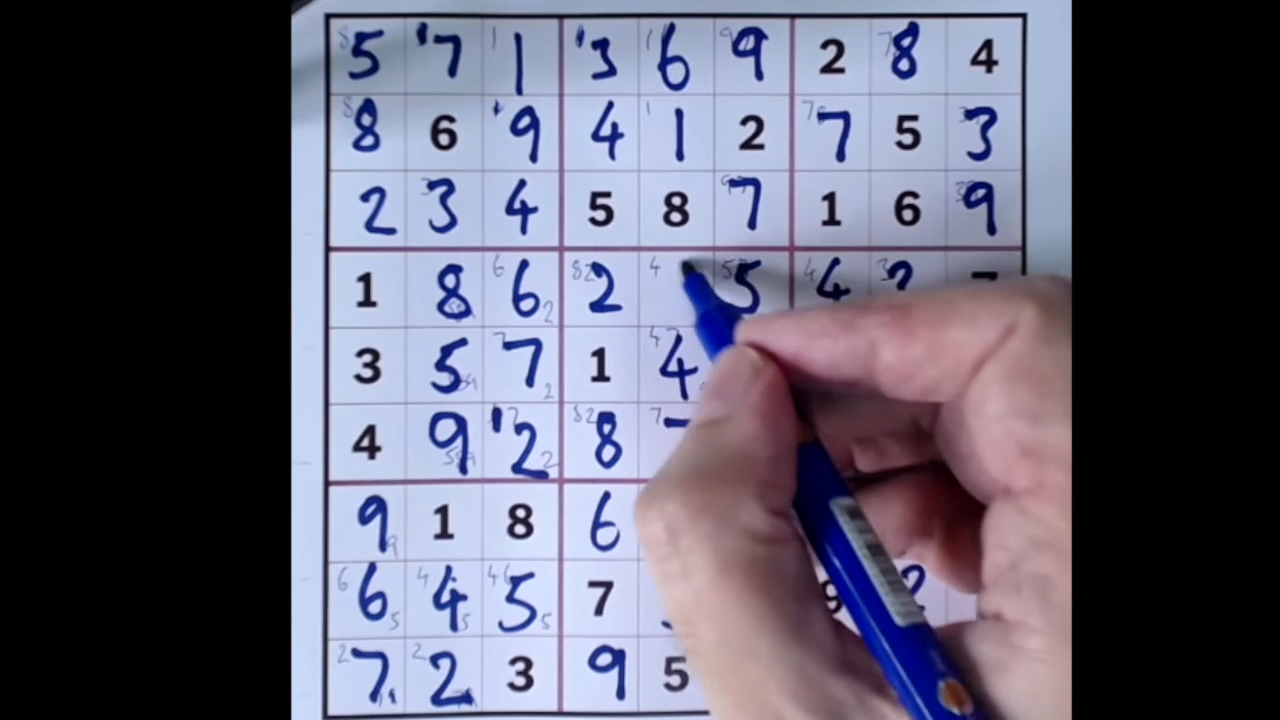 5 7 1 3 6 9 2 8 4
8 6 9 4 1 2 7 5 3
2 3 4 5 8 7 1 6 9
1 8 6 2 5 4
3 5 7 1 4
4 9 2 8
9 1 8 6
6 4 5 7 9 2
7 2 3 9 5